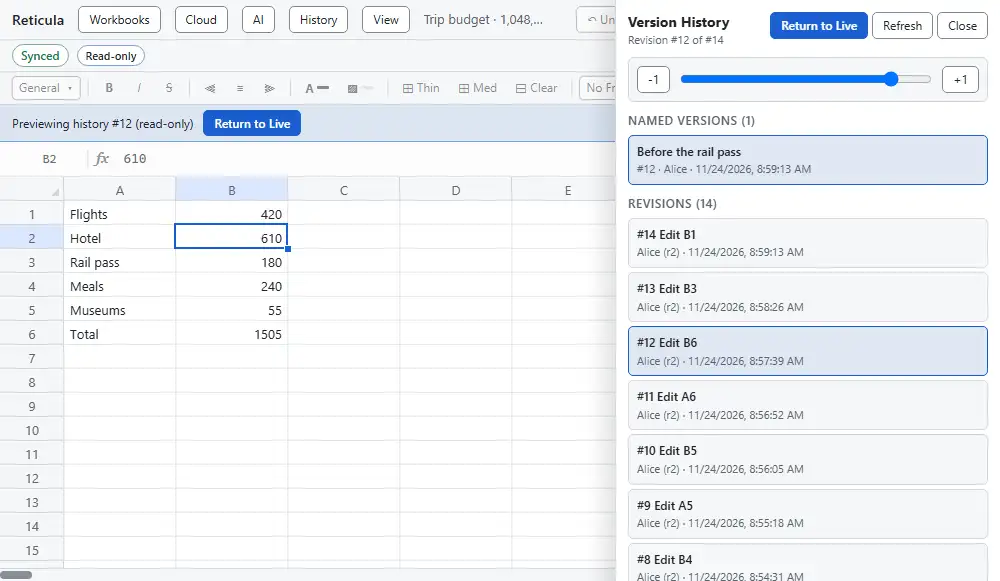 Reticula Workbooks Cloud AI History View Trip budget · 1,048,... Un
Synced Read-only
General B I S A Thin Med Clear No Fr
Previewing history #12 (read-only) Return to Live
B2 fx 610
A B C D E
1 Flights 420
2 Hotel 610
3 Rail pass 180
4 Meals 240
5 Museums 55
6 Total 1505
7
8
9
10
11
12
13
14
15
Version History
Revision #12 of #14
Return to Live Refresh Close
-1 +1
NAMED VERSIONS (1)
Before the rail pass
#12 · Alice · 11/24/2026, 8:59:13 AM
REVISIONS (14)
#14 Edit B1
Alice (r2) · 11/24/2026, 8:59:13 AM
#13 Edit B3
Alice (r2) · 11/24/2026, 8:58:26 AM
#12 Edit B6
Alice (r2) · 11/24/2026, 8:57:39 AM
#11 Edit A6
Alice (r2) · 11/24/2026, 8:56:52 AM
#10 Edit B5
Alice (r2) · 11/24/2026, 8:56:05 AM
#9 Edit A5
Alice (r2) · 11/24/2026, 8:55:18 AM
#8 Edit B4
Alice (r2) · 11/24/2026, 8:54:31 AM